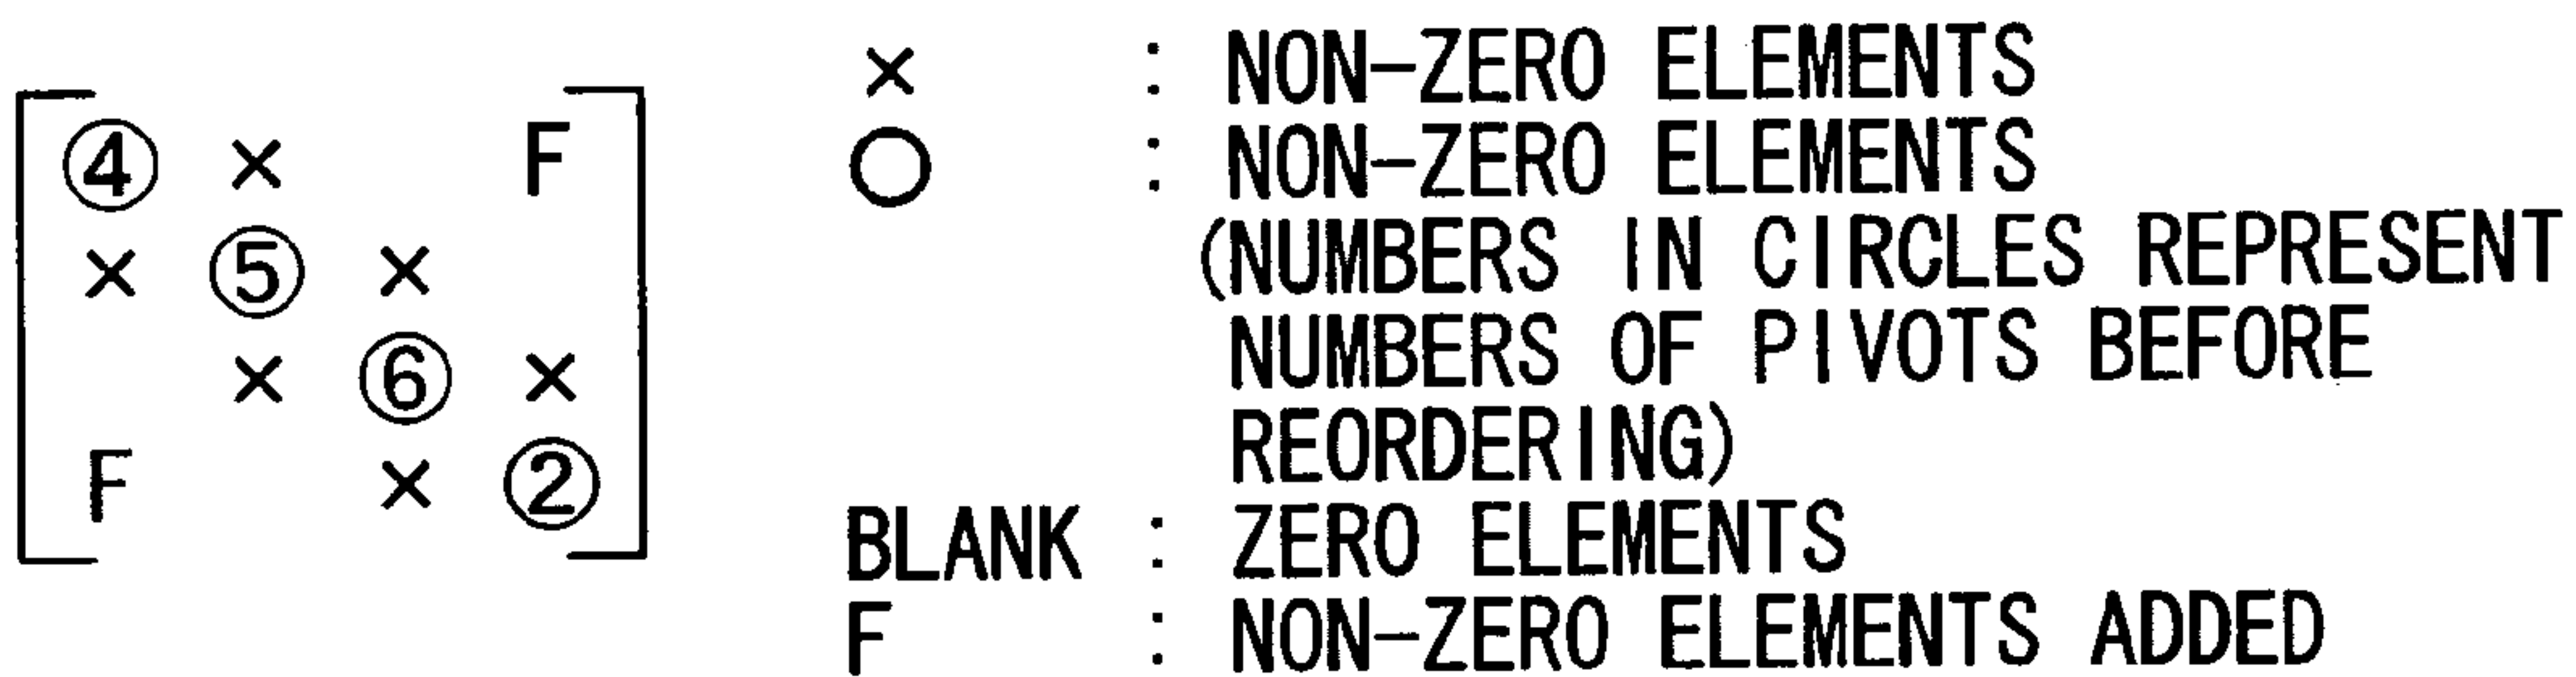 ④ × F
× ⑤ ×
× ⑥ ×
F × ②
× : NON-ZERO ELEMENTS
○ : NON-ZERO ELEMENTS
(NUMBERS IN CIRCLES REPRESENT
NUMBERS OF PIVOTS BEFORE
REORDERING)
BLANK : ZERO ELEMENTS
F : NON-ZERO ELEMENTS ADDED